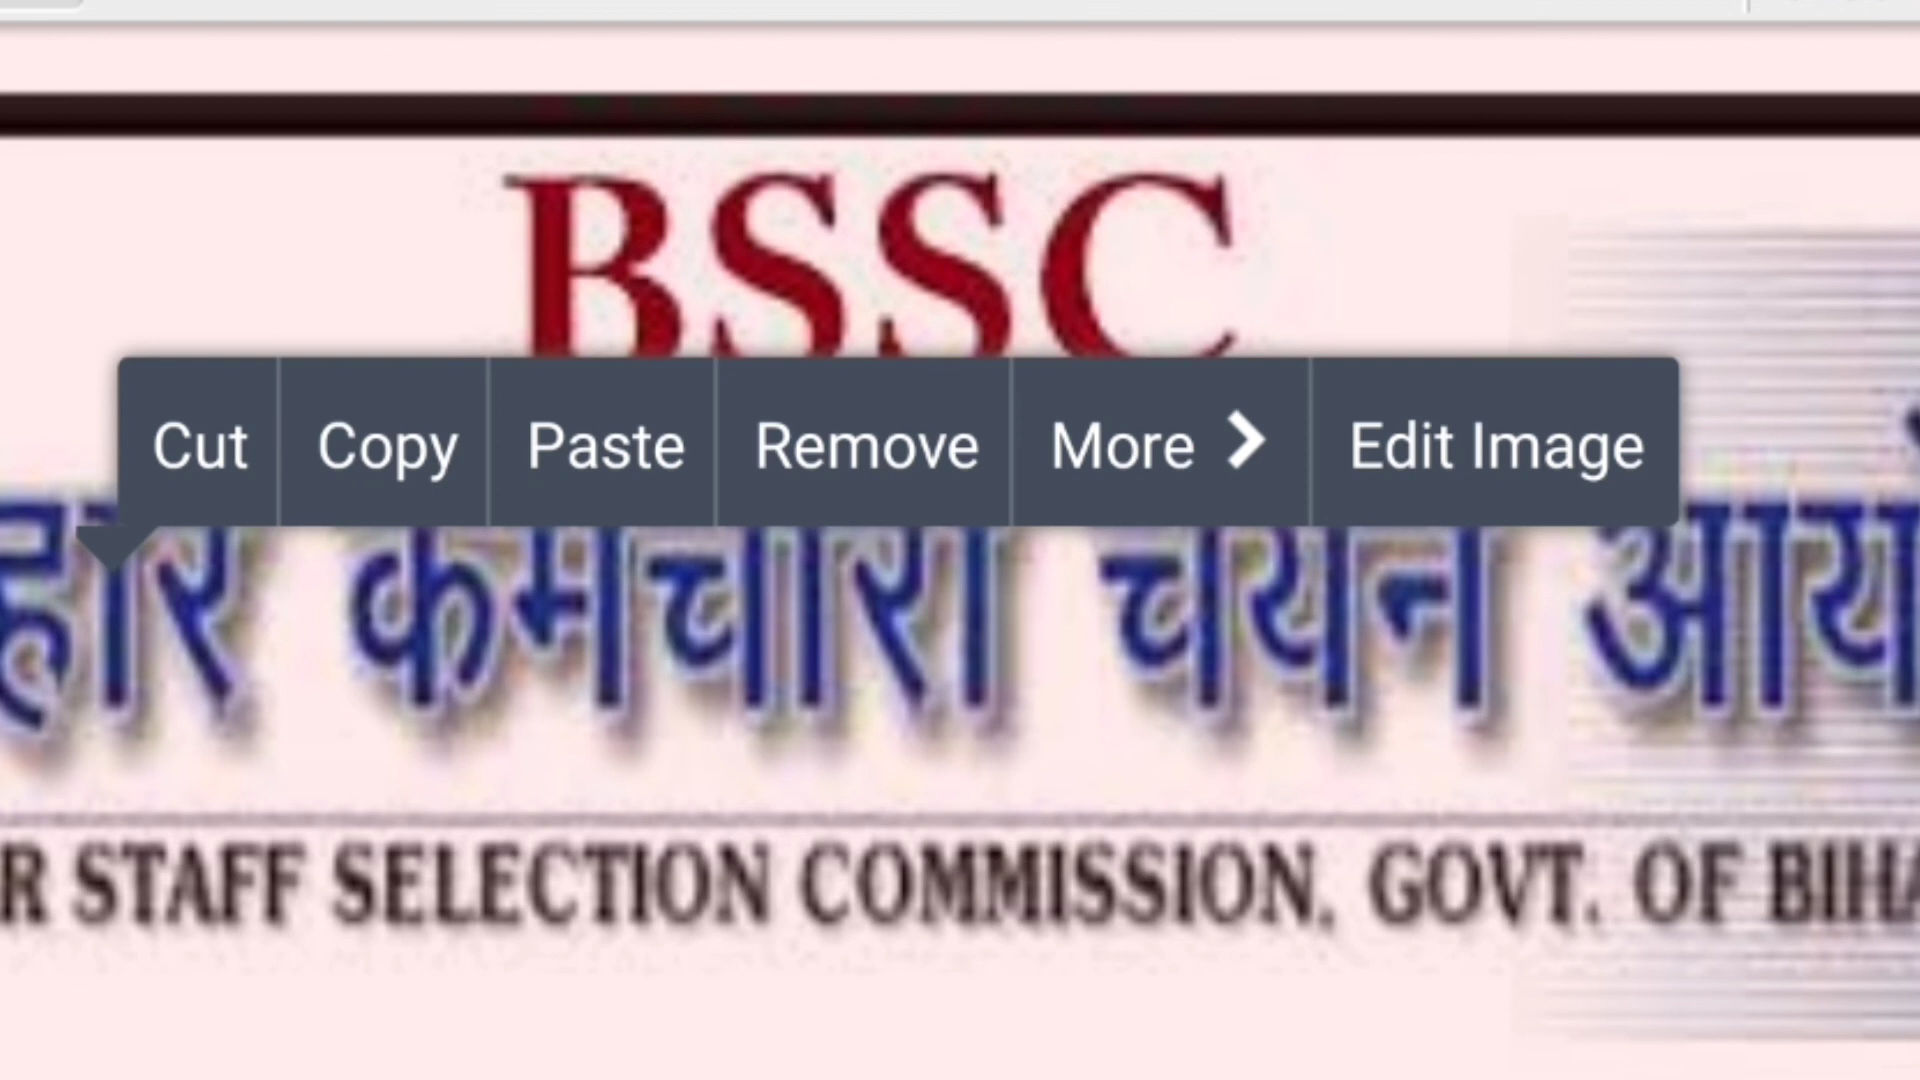 BSSC
Cut Copy Paste Remove More Edit Image
कर्मचारी चयन
STAFF SELECTION COMMISSION, GOVT. OF